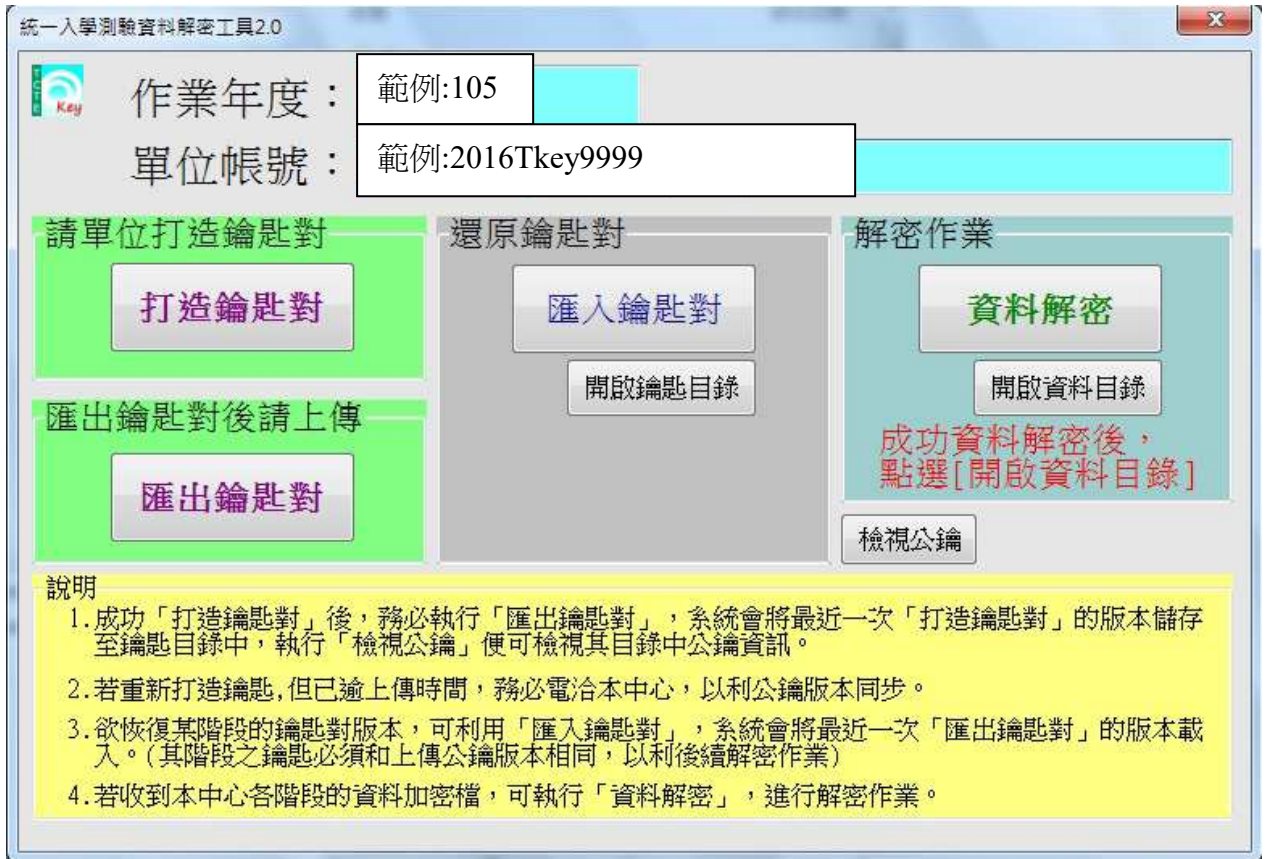 統一入學測驗資料解密工具2.0
TCTE
Key
作業年度：
範例:105
單位帳號：
範例:2016Tkey9999
請單位打造鑰匙對
打造鑰匙對
匯出鑰匙對後請上傳
匯出鑰匙對
還原鑰匙對
匯入鑰匙對
開啟鑰匙目錄
解密作業
資料解密
開啟資料目錄
成功資料解密後，
點選[開啟資料目錄]
檢視公鑰
說明
1.成功「打造鑰匙對」後，務必執行「匯出鑰匙對」，系統會將最近一次「打造鑰匙對」的版本儲存
至鑰匙目錄中，執行「檢視公鑰」便可檢視其目錄中公鑰資訊。
2.若重新打造鑰匙,但已逾上傳時間，務必電洽本中心，以利公鑰版本同步。
3.欲恢復某階段的鑰匙對版本，可利用「匯入鑰匙對」，系統會將最近一次「匯出鑰匙對」的版本載
入。(其階段之鑰匙必須和上傳公鑰版本相同，以利後續解密作業)
4.若收到本中心各階段的資料加密檔，可執行「資料解密」，進行解密作業。